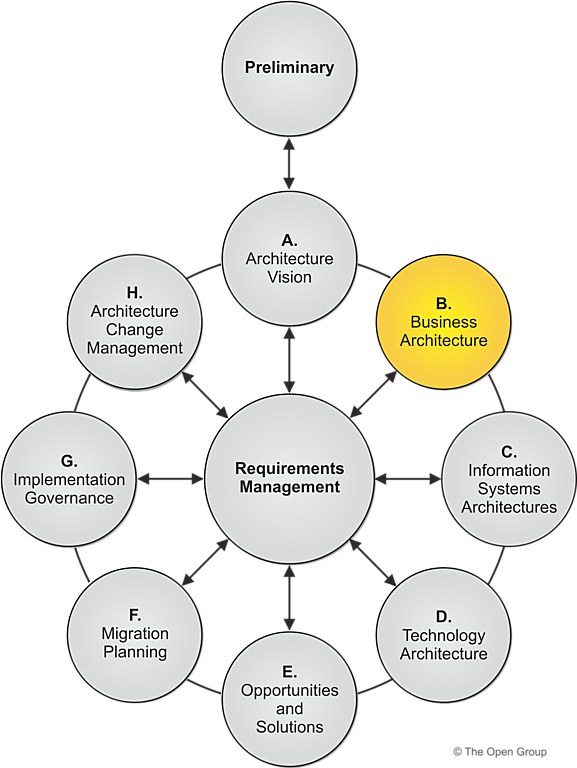 Preliminary
A.
Architecture
Vision
B.
Business
Architecture
C.
Information
Systems
Architectures
D.
Technology
Architecture
E.
Opportunities
and
Solutions
F.
Migration
Planning
G.
Implementation
Governance
H.
Architecture
Change
Management
Requirements
Management
© The Open Group